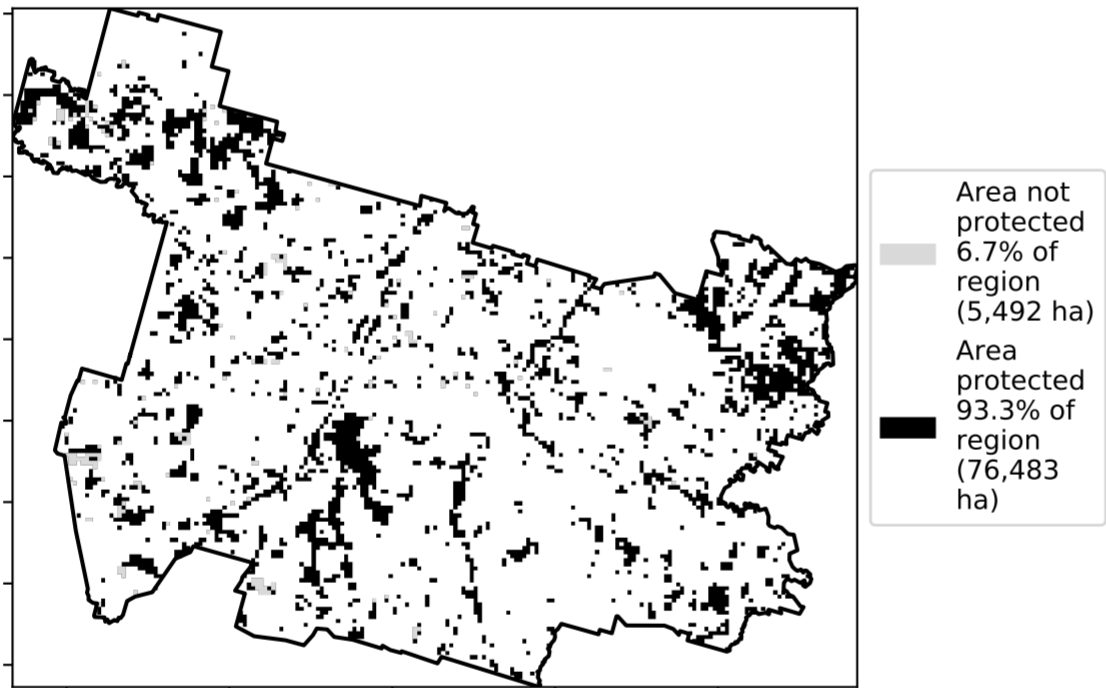 Area not
protected
6.7% of
region
(5,492 ha)
Area
protected
93.3% of
region
(76,483
ha)